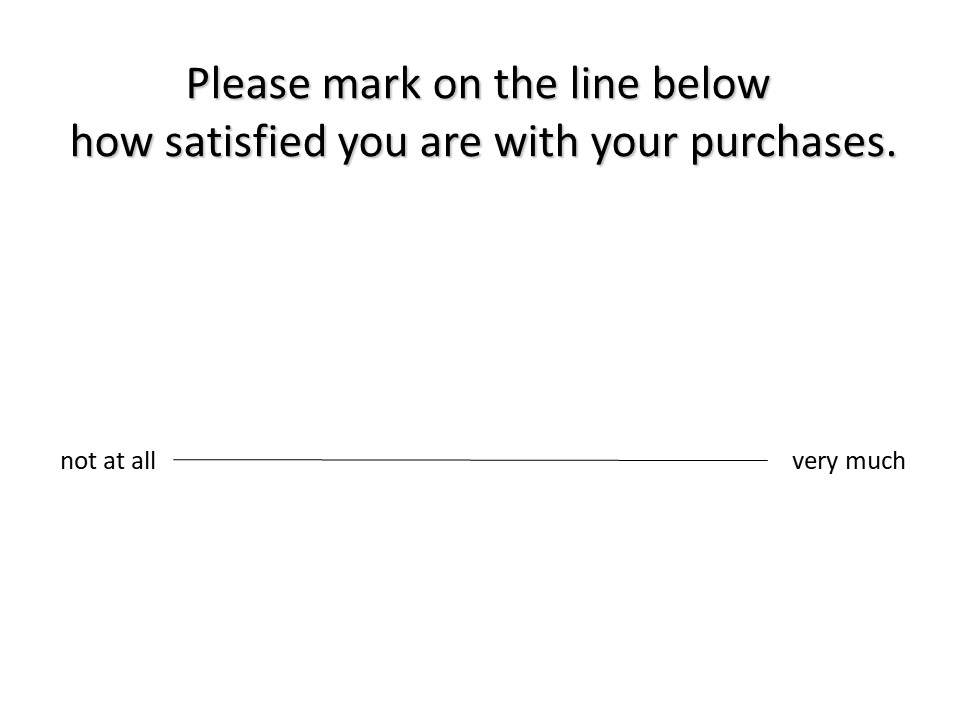 Please mark on the line below
how satisfied you are with your purchases.
not at all very much